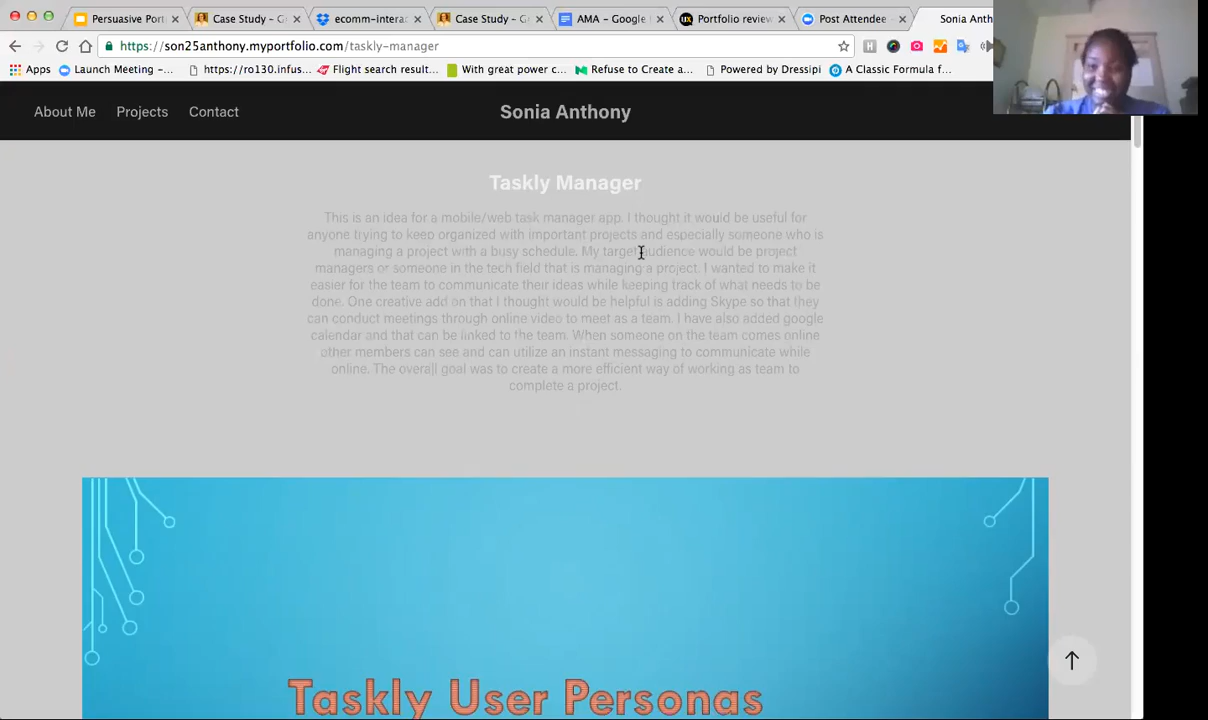 Persuasive Port
Case Study - G
ecomm-intera
Case Study - G
AMA - Google
Portfolio review
Post Attendee -
Sonia Anth
https://son25anthony.myportfolio.com/taskly-manager
Apps
Launch Meeting -...
https://ro130.infus...
Flight search result...
With great power c...
Refuse to Create a...
Powered by Dressipi
A Classic Formula f...
About Me
Projects
Sonia Anthony
Contact
Taskly Manager
This is an idea for a mobile/web task manager app. I thought it would be useful for
anyone trying to keep organized with important projects and especially someone who is
managing a project with a busy schedule. My target audience would be project
managers or someone in the tech field that is managing a project. I wanted to make it
easier for the team to communicate their ideas while keeping track of what needs to be
done. One creative add on that I thought would be helpful is adding Skype so that they
can conduct meetings through online video to meet as a team. I have also added google
calendar and that can be linked to the team. When someone on the team comes online
other members can see and can utilize an instant messaging to communicate while
online. The overall goal was to create a more efficient way of working as team to
complete a project.
Taskly User Personas